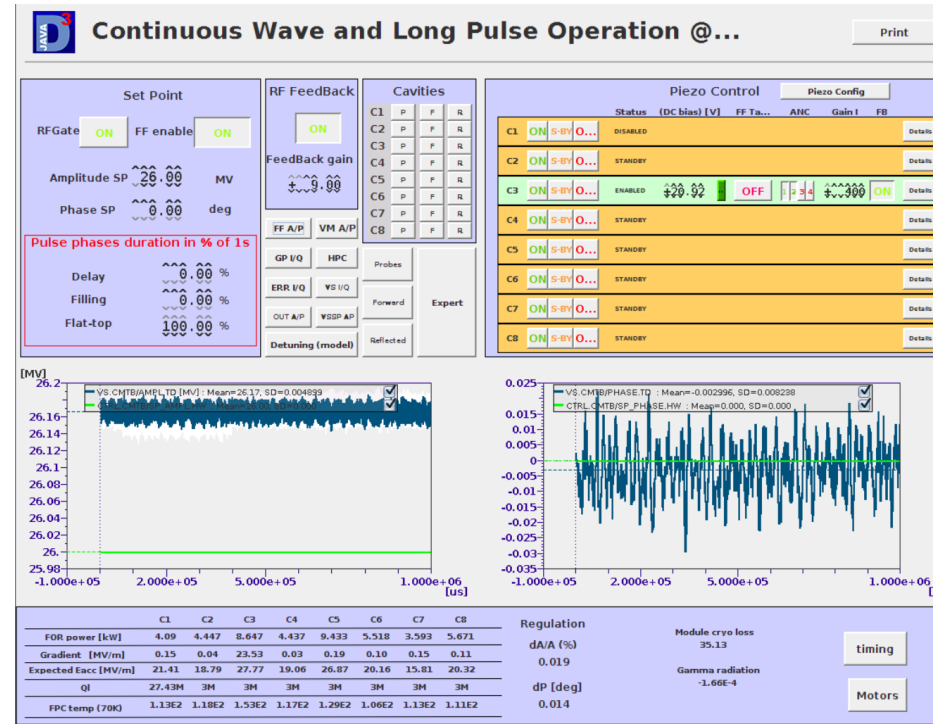 JAVA D 3
Continuous Wave and Long Pulse Operation @...
Print
Set Point
RFGate ON FF enable ON
Amplitude SP 26.00 MV
Phase SP 0.00 deg
Pulse phases duration in % of 1s
Delay 0.00 %
Filling 0.00 %
Flat-top 100.00 %
RF FeedBack
ON
FeedBack gain
+ 9.00
FF A/P VM A/P
GP I/Q HPC
ERR I/Q VS I/Q
OUT A/P VSSP AP
Detuning (model)
Cavities
C1 P F R
C2 P F R
C3 P F R
C4 P F R
C5 P F R
C6 P F R
C7 P F R
C8 P F R
Probes
Forward
Reflected
Expert
Piezo Control Piezo Config
Status (DC bias) [V] FF Ta... ANC Gain I FB
C1 ON S-BY O... DISABLED Details
C2 ON S-BY O... STANDBY Details
C3 ON S-BY O... ENABLED +20.92 OFF 1 2 3 4 +.400 ON Details
C4 ON S-BY O... STANDBY Details
C5 ON S-BY O... STANDBY Details
C6 ON S-BY O... STANDBY Details
C7 ON S-BY O... STANDBY Details
C8 ON S-BY O... STANDBY Details
[MV]
VS.CMTB/AMPL.TD [MV] : Mean=26.17, SD=0.004899
CTRL.CMTB/SP_AMPL.HW : Mean=26.00, SD=0.000
26.2
26.16
26.14
26.12
26.1
26.08
26.06
26.04
26.02
26.
25.98
-1.000e+05 2.000e+05 5.000e+05 1.000e+06
[us]
VS.CMTB/PHASE.TD : Mean=-0.002996, SD=0.008238
CTRL.CMTB/SP_PHASE.HW : Mean=0.000, SD=0.000
0.025
0.015
0.01
0.005
0
-0.005
-0.01
-0.015
-0.02
-0.025
-0.03
-0.035
-1.000e+05 2.000e+05 5.000e+05 1.000e+06
C1 C2 C3 C4 C5 C6 C7 C8
FOR power [kW] 4.09 4.447 8.647 4.437 9.433 5.518 3.593 5.671
Gradient [MV/m] 0.15 0.04 23.53 0.03 0.19 0.10 0.15 0.11
Expected Eacc [MV/m] 21.41 18.79 27.77 19.06 26.87 20.16 15.81 20.32
Ql 27.43M 3M 3M 3M 3M 3M 3M 3M
FPC temp (70K) 1.13E2 1.18E2 1.53E2 1.17E2 1.29E2 1.06E2 1.13E2 1.11E2
Regulation
dA/A (%)
0.019
dP [deg]
0.014
Module cryo loss
35.13
Gamma radiation
-1.66E-4
timing
Motors